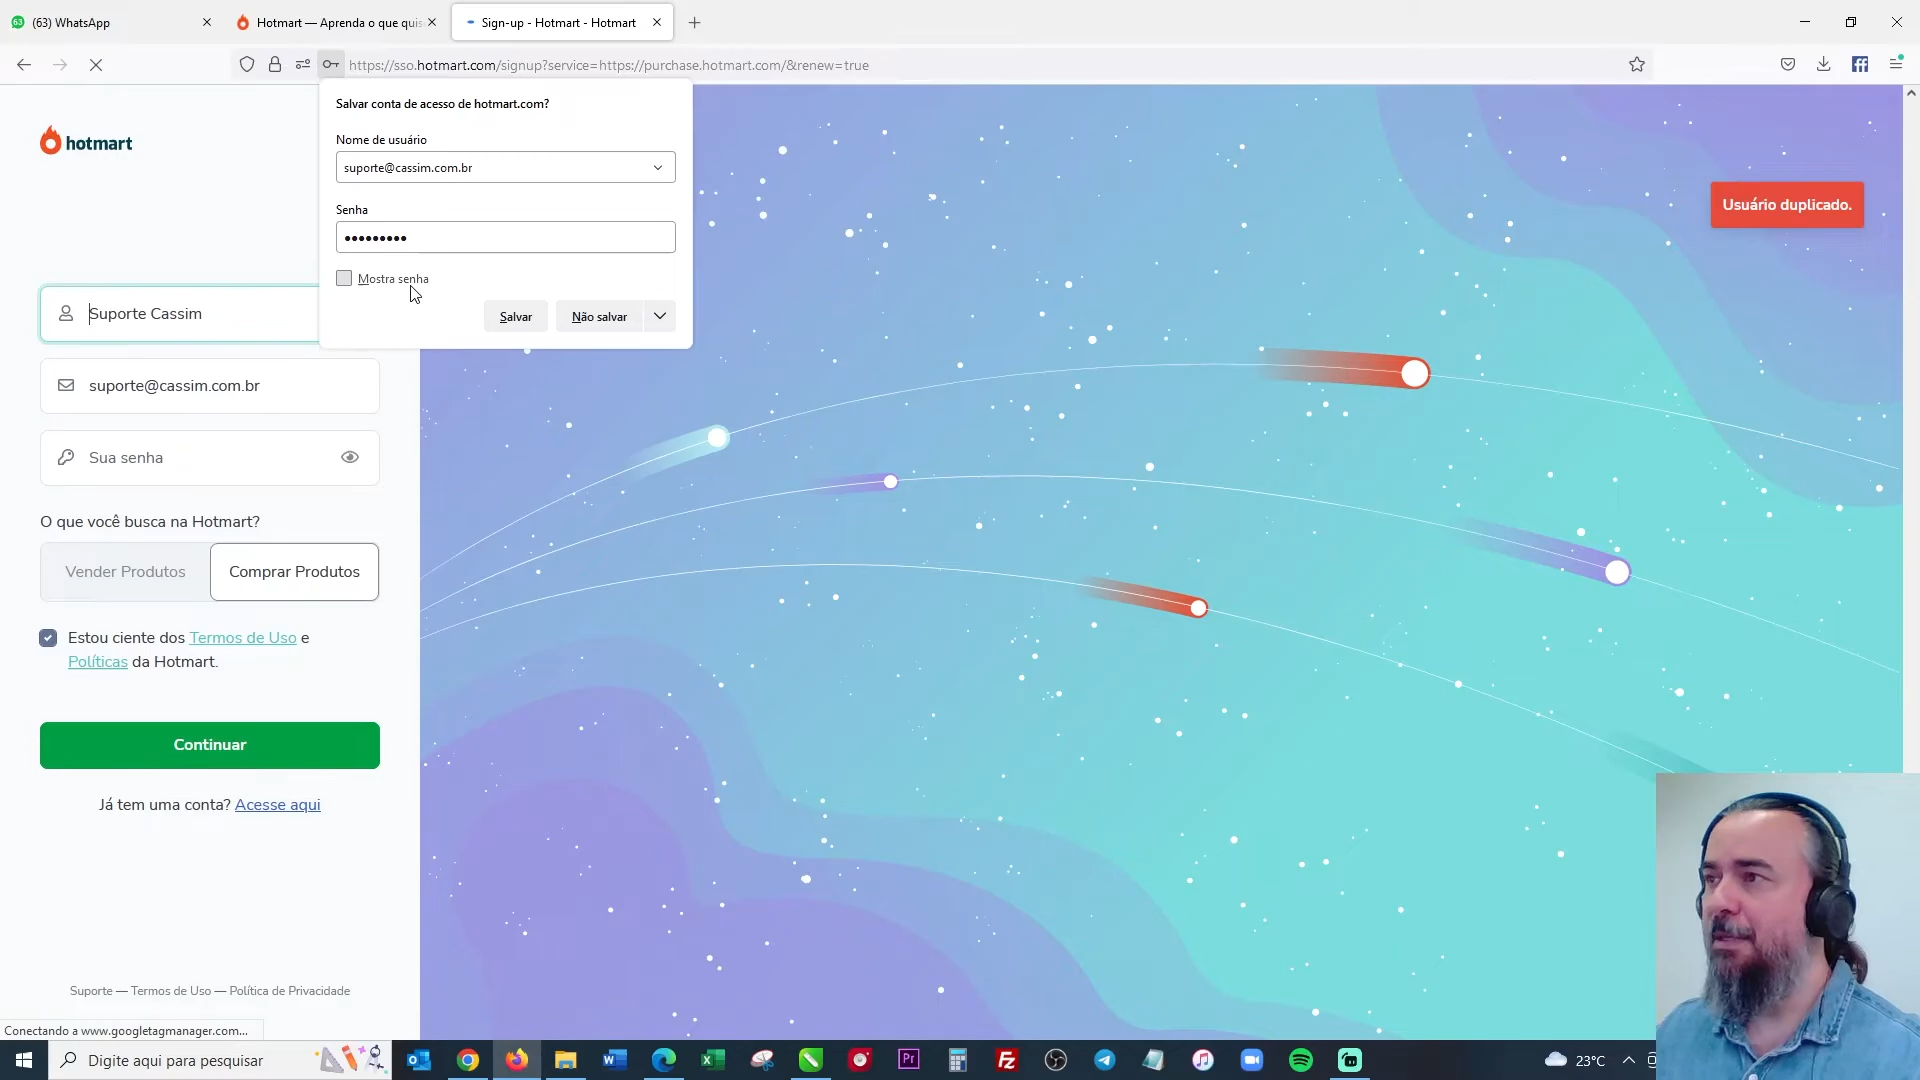 (63) WhatsApp
Hotmart — Aprenda o que quis
Sign-up - Hotmart - Hotmart
https://sso.hotmart.com/signup?service=https://purchase.hotmart.com/&renew=true
Salvar conta de acesso de hotmart.com?
Nome de usuário
suporte@cassim.com.br
Senha
Mostra senha
Salvar
Não salvar
hotmart
Usuário duplicado.
Suporte Cassim
suporte@cassim.com.br
Sua senha
O que você busca na Hotmart?
Vender Produtos
Comprar Produtos
Estou ciente dos Termos de Uso e
Políticas da Hotmart.
Continuar
Já tem uma conta? Acesse aqui
Suporte — Termos de Uso — Política de Privacidade
Conectando a www.googletagmanager.com...
Digite aqui para pesquisar
23°C